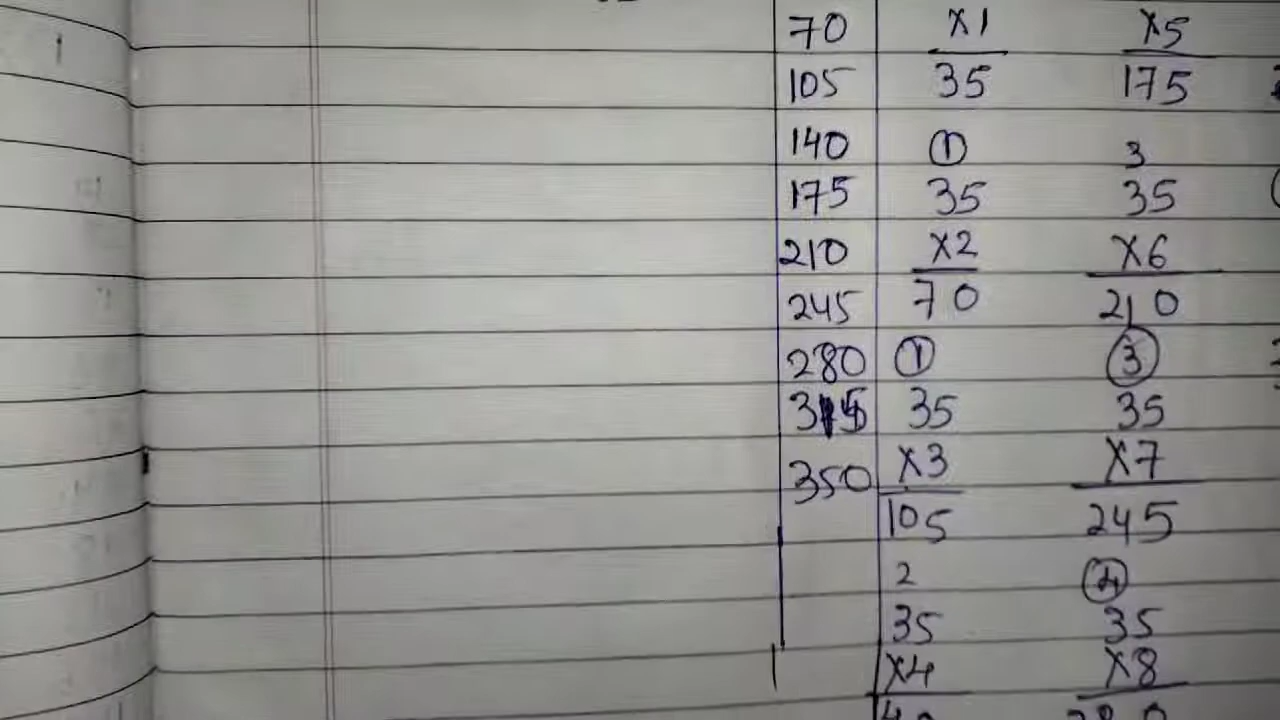 70 x1 x5
105 35 175
140 1 3
175 35 35
210 x2 x6
245 70 210
280 1 3
315 35 35
350 x3 x7
105 245
2 4
35 35
x4 x8